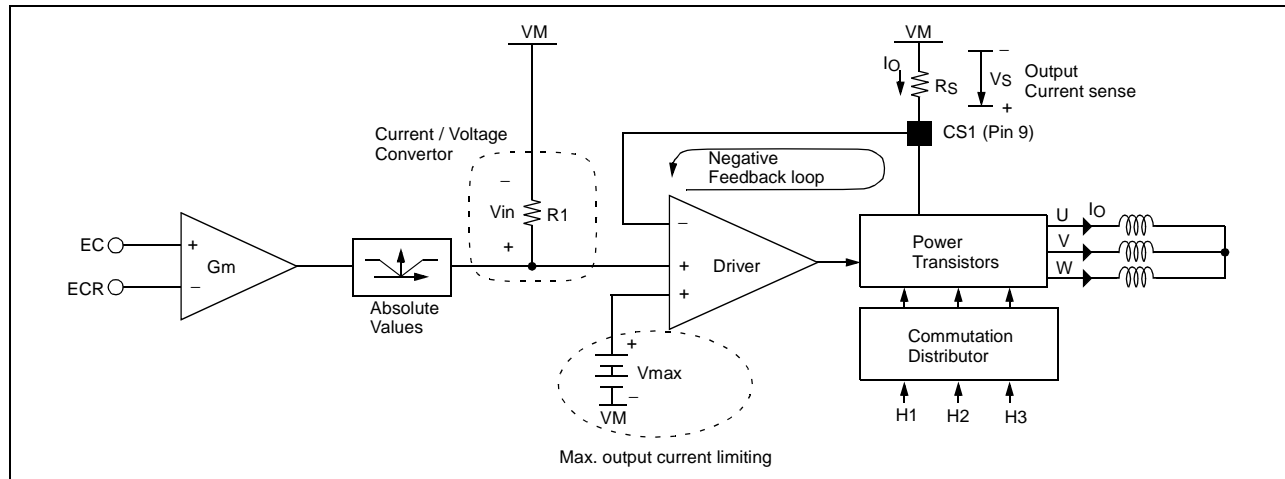 VM
VM
IO
RS
−
VS
+
Output
Current sense
CS1 (Pin 9)
Current / Voltage
Convertor
Negative
Feedback loop
−
Vin
+
R1
EC
ECR
+
−
Gm
Absolute
Values
−
+
+
Driver
Power
Transistors
U
V
W
IO
+
Vmax
−
VM
Commutation
Distributor
H1
H2
H3
Max. output current limiting